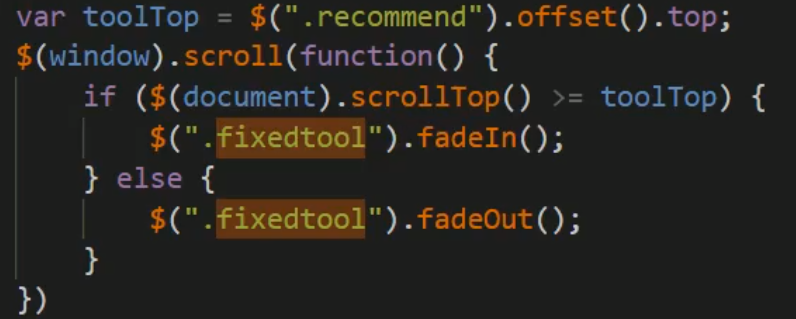 var toolTop = $(".recommend").offset().top;
$(window).scroll(function() {
    if ($(document).scrollTop() >= toolTop) {
        $(".fixedtool").fadeIn();
    } else {
        $(".fixedtool").fadeOut();
    }
})